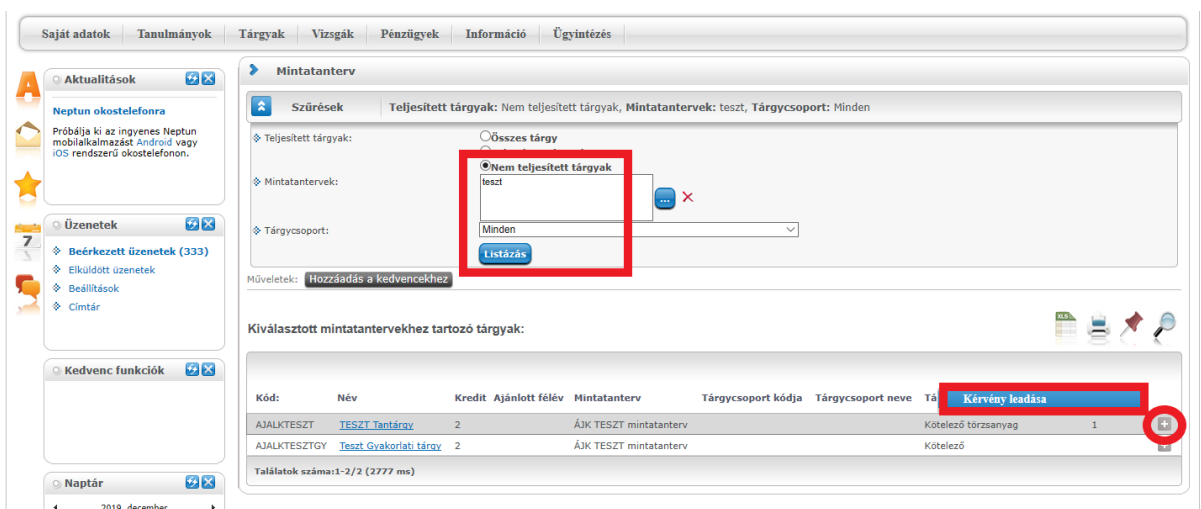 Saját adatok Tanulmányok Tárgyak Vizsgák Pénzügyek Információ Ügyintézés
Aktualitások
Neptun okostelefonra
Próbálja ki az ingyenes Neptun
mobilalkalmazást Android vagy
iOS rendszerű okostelefonon.
7
Üzenetek
Beérkezett üzenetek (333)
Elküldött üzenetek
Beállítások
Címtár
Kedvenc funkciók
Naptár
2019. december
Mintatanterv
Szűrések Teljesített tárgyak: Nem teljesített tárgyak, Mintatantervek: teszt, Tárgycsoport: Minden
Teljesített tárgyak: Összes tárgy
Nem teljesített tárgyak
Mintatantervek: teszt ...
Tárgycsoport: Minden
Listázás
Műveletek: Hozzáadás a kedvencekhez
Kiválasztott mintatantervekhez tartozó tárgyak:
XLS
Kód: Név Kredit Ajánlott félév Mintatanterv Tárgycsoport kódja Tárgycsoport neve Kérvény leadása
AJALKTESZT TESZT Tantárgy 2 ÁJK TESZT mintatanterv Kötelező törzsanyag 1
AJALKTESZTGY Teszt Gyakorlati tárgy 2 ÁJK TESZT mintatanterv Kötelező
Találatok száma:1-2/2 (2777 ms)